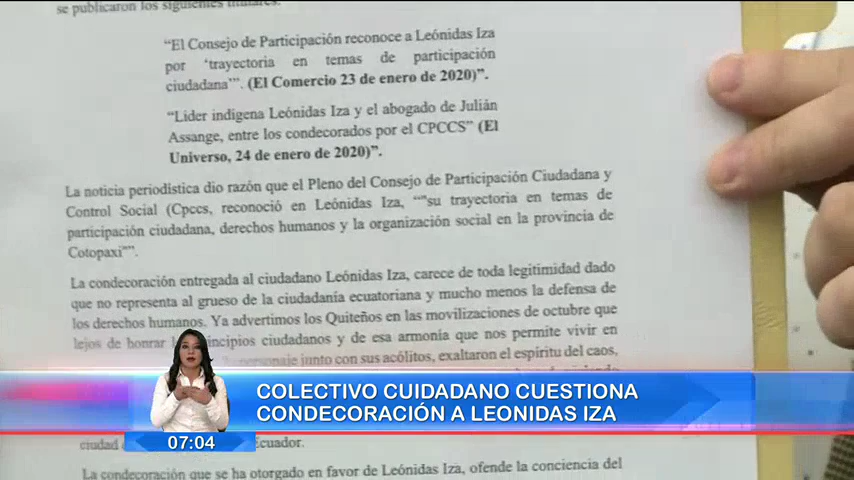 se publicaron los siguientes titulares:
“El Consejo de Participación reconoce a Leónidas Iza
por ‘trayectoria en temas de participación
ciudadana’”. (El Comercio 23 de enero de 2020)”.
“Líder indígena Leónidas Iza y el abogado de Julián
Assange, entre los condecorados por el CPCCS” (El
Universo, 24 de enero de 2020)”.
La noticia periodística dio razón que el Pleno del Consejo de Participación Ciudadana y
Control Social (Cpccs, reconoció en Leónidas Iza, “"su trayectoria en temas de
participación ciudadana, derechos humanos y la organización social en la provincia de
Cotopaxi"”.
La condecoración entregada al ciudadano Leónidas Iza, carece de toda legitimidad dado
que no representa al grueso de la ciudadanía ecuatoriana y mucho menos la defensa de
los derechos humanos. Ya advertimos los Quiteños en las movilizaciones de octubre que
lejos de honrar principios ciudadanos y de esa armonía que nos permite vivir en
personaje junto con sus acólitos, exaltaron el espíritu del caos,
COLECTIVO CUIDADANO CUESTIONA
CONDECORACIÓN A LEONIDAS IZA
07:04
ciudad Ecuador.
La condecoración que se ha otorgado en favor de Leónidas Iza, ofende la conciencia del